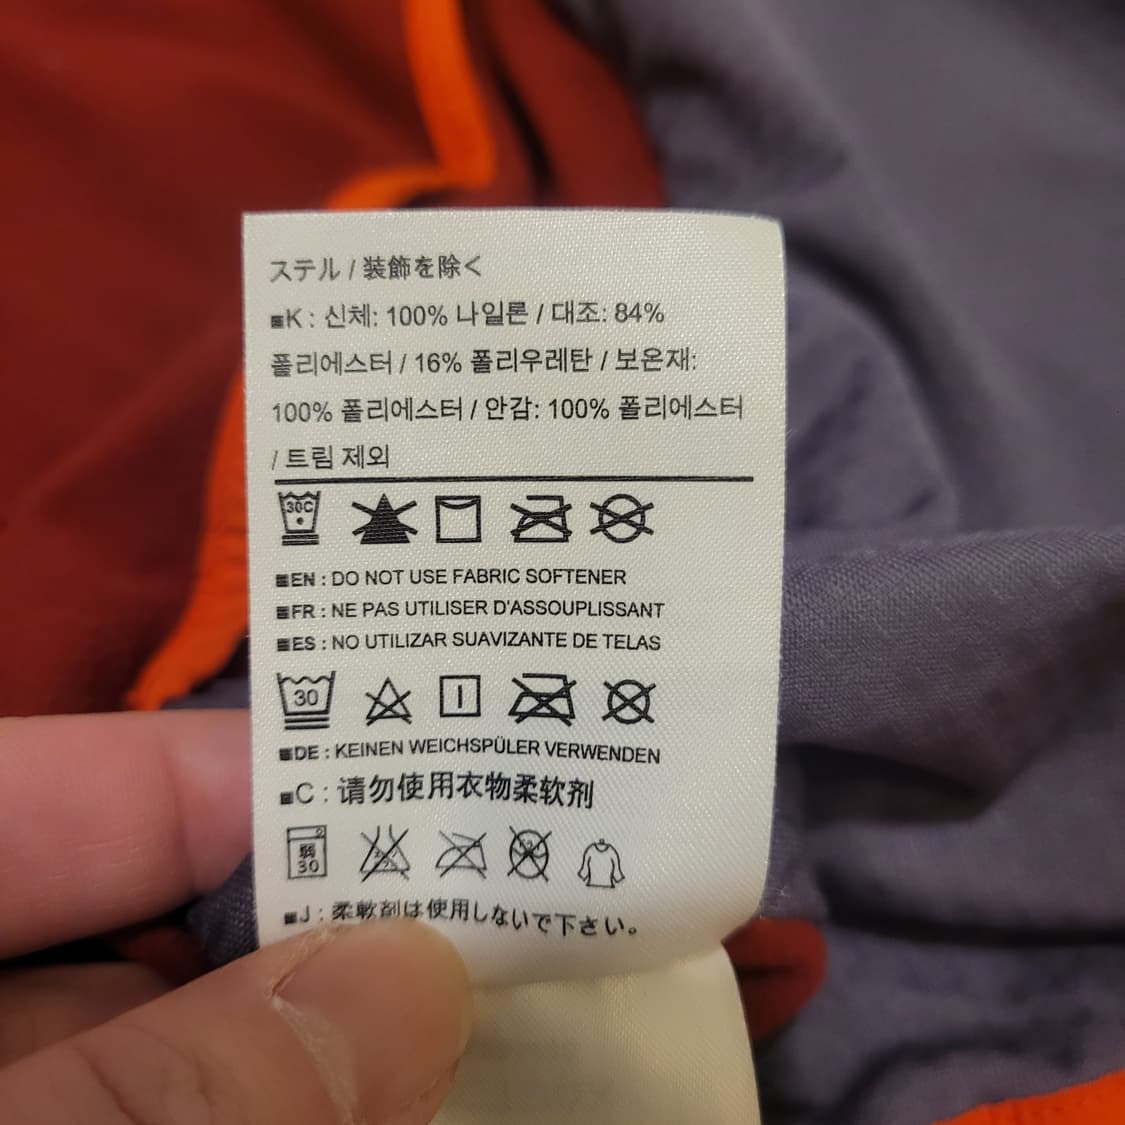 ステル / 装飾を除く
■K : 신체: 100% 나일론 / 대조: 84%
폴리에스터 / 16% 폴리우레탄 / 보온재:
100% 폴리에스터 / 안감: 100% 폴리에스터
/ 트림 제외
30C
■EN : DO NOT USE FABRIC SOFTENER
■FR : NE PAS UTILISER D'ASSOUPLISSANT
■ES : NO UTILIZAR SUAVIZANTE DE TELAS
30
■DE : KEINEN WEICHSPÜLER VERWENDEN
■C : 请勿使用衣物柔软剂
弱
30
■J : 柔軟剤は使用しないで下さい。